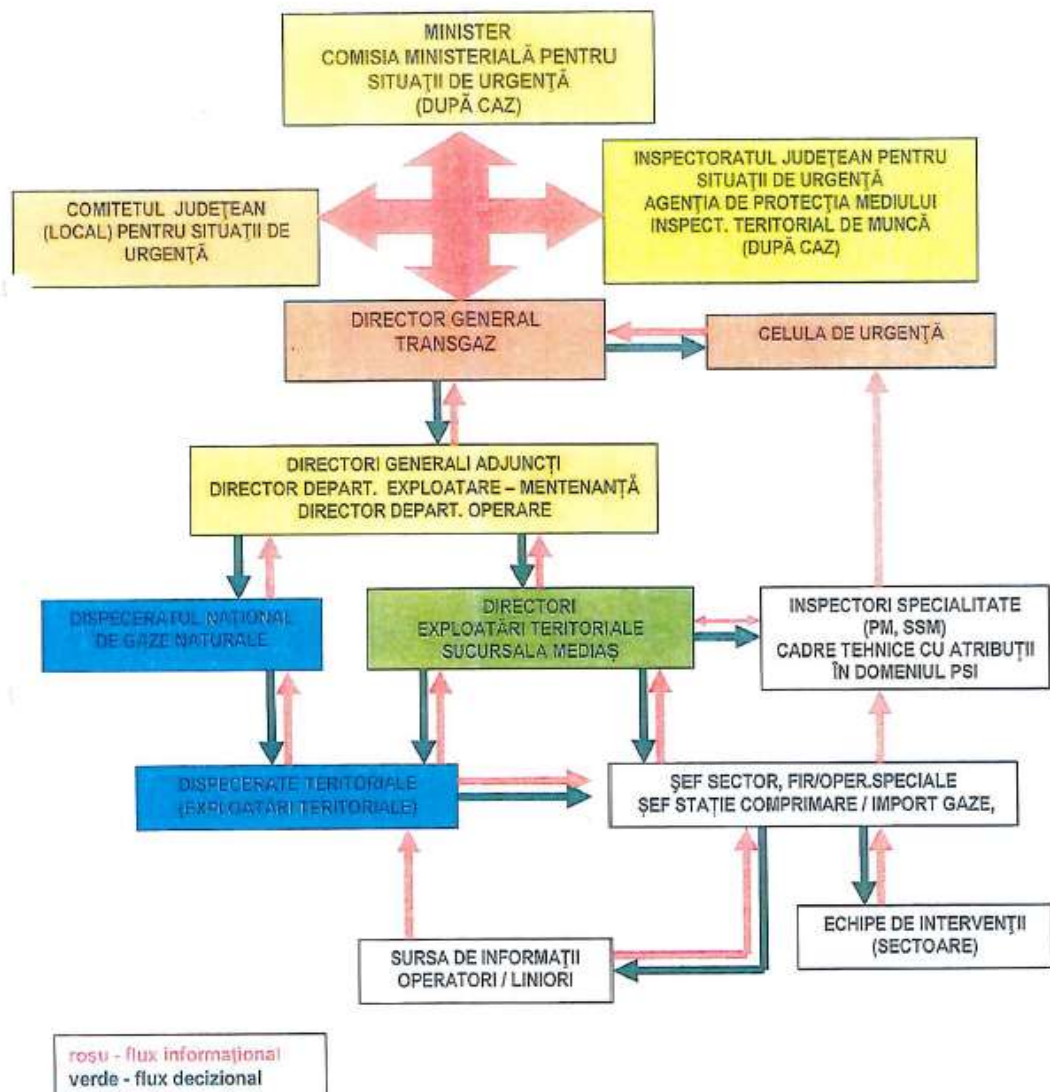 MINISTER
COMISIA MINISTERIALĂ PENTRU
SITUAȚII DE URGENȚĂ
(DUPĂ CAZ)
INSPECTORATUL JUDEȚEAN PENTRU
SITUAȚII DE URGENȚĂ
AGENȚIA DE PROTECȚIA MEDIULUI
INSPECT. TERITORIAL DE MUNCĂ
(DUPĂ CAZ)
COMITETUL JUDEȚEAN
(LOCAL) PENTRU SITUAȚII DE
URGENȚĂ
DIRECTOR GENERAL
TRANSGAZ
CELULA DE URGENȚĂ
DIRECTORI GENERALI ADJUNCȚI
DIRECTOR DEPART. EXPLOATARE – MENTENANȚĂ
DIRECTOR DEPART. OPERARE
DISPECERATUL NAȚIONAL
DE GAZE NATURALE
DIRECTORI
EXPLOATĂRI TERITORIALE
SUCURSALA MEDIAȘ
INSPECTORI SPECIALITATE
(PM, SSM)
CADRE TEHNICE CU ATRIBUȚII
ÎN DOMENIUL PSI
DISPECERATE TERITORIALE
(EXPLOATĂRI TERITORIALE)
ȘEF SECTOR, FIR/OPER.SPECIALE
ȘEF STAȚIE COMPRIMARE / IMPORT GAZE,
ECHIPE DE INTERVENȚII
(SECTOARE)
SURSA DE INFORMAȚII
OPERATORI / LINIORI
roșu - flux informațional
verde - flux decizional